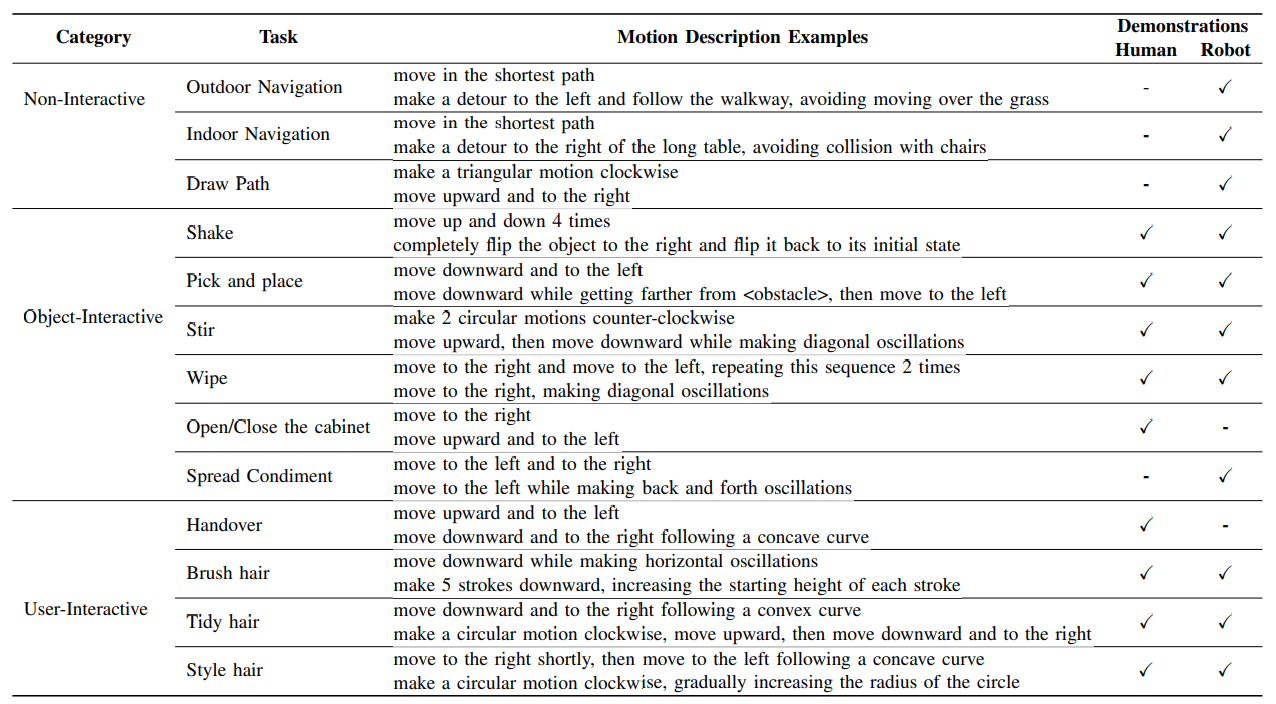 Category Task Motion Description Examples Demonstrations
Human Robot
Non-Interactive
Outdoor Navigation
move in the shortest path
make a detour to the left and follow the walkway, avoiding moving over the grass
- ✓
Indoor Navigation
move in the shortest path
make a detour to the right of the long table, avoiding collision with chairs
- ✓
Draw Path
make a triangular motion clockwise
move upward and to the right
- ✓
Object-Interactive
Shake
move up and down 4 times
completely flip the object to the right and flip it back to its initial state
✓ ✓
Pick and place
move downward and to the left
move downward while getting farther from <obstacle>, then move to the left
✓ ✓
Stir
make 2 circular motions counter-clockwise
move upward, then move downward while making diagonal oscillations
✓ ✓
Wipe
move to the right and move to the left, repeating this sequence 2 times
move to the right, making diagonal oscillations
✓ ✓
Open/Close the cabinet
move to the right
move upward and to the left
✓ -
Spread Condiment
move to the left and to the right
move to the left while making back and forth oscillations
- ✓
User-Interactive
Handover
move upward and to the left
move downward and to the right following a concave curve
✓ -
Brush hair
move downward while making horizontal oscillations
make 5 strokes downward, increasing the starting height of each stroke
✓ ✓
Tidy hair
move downward and to the right following a convex curve
make a circular motion clockwise, move upward, then move downward and to the right
✓ ✓
Style hair
move to the right shortly, then move to the left following a concave curve
make a circular motion clockwise, gradually increasing the radius of the circle
✓ ✓